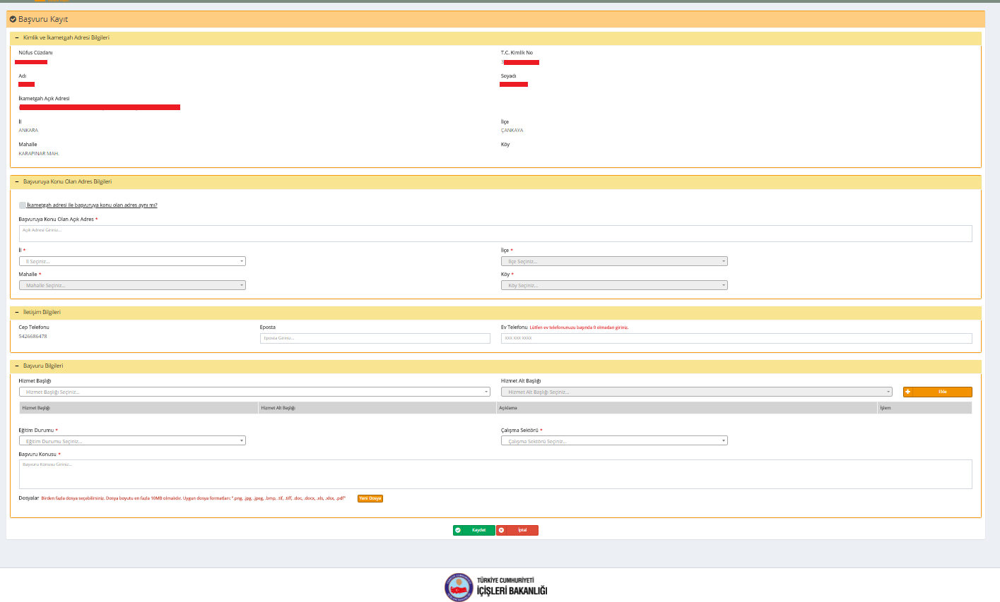 Başvuru Kayıt
Kimlik ve İkametgah Adresi Bilgileri
Nüfus Cüzdanı
T.C. Kimlik No
3
Adı
Soyadı
İkametgah Açık Adresi
İl
İlçe
ANKARA
ÇANKAYA
Mahalle
Köy
KARAPINAR MAH.
Başvuruya Konu Olan Adres Bilgileri
İkametgah adresi ile başvuruya konu olan adres aynı mı?
Başvuruya Konu Olan Açık Adres *
Açık Adresi Giriniz...
İl *
İlçe *
İl Seçiniz...
İlçe Seçiniz...
Mahalle *
Köy *
Mahalle Seçiniz...
Köy Seçiniz...
İletişim Bilgileri
Cep Telefonu
Eposta
Ev Telefonu Lütfen ev telefonunuzu başında 0 olmadan giriniz.
5426686478
Eposta Giriniz...
XXX XXX XXXX
Başvuru Bilgileri
Hizmet Başlığı
Hizmet Alt Başlığı
Hizmet Başlığı Seçiniz...
Hizmet Alt Başlığı Seçiniz...
Ekle
Hizmet Başlığı
Hizmet Alt Başlığı
Açıklama
İşlem
Eğitim Durumu *
Çalışma Sektörü *
Eğitim Durumu Seçiniz...
Çalışma Sektörü Seçiniz...
Başvuru Konusu *
Başvuru Konusu Giriniz...
Dosyalar Birden fazla dosya seçebilirsiniz. Dosya boyutu en fazla 10MB olmalıdır. Uygun dosya formatları: ".png, .jpg, .jpeg, .bmp, .tif, .tiff, .doc, .docx, .xls, .xlsx, .pdf"
Yeni Dosya
Kaydet
İptal
TÜRKİYE CUMHURİYETİ
İÇİŞLERİ BAKANLIĞI